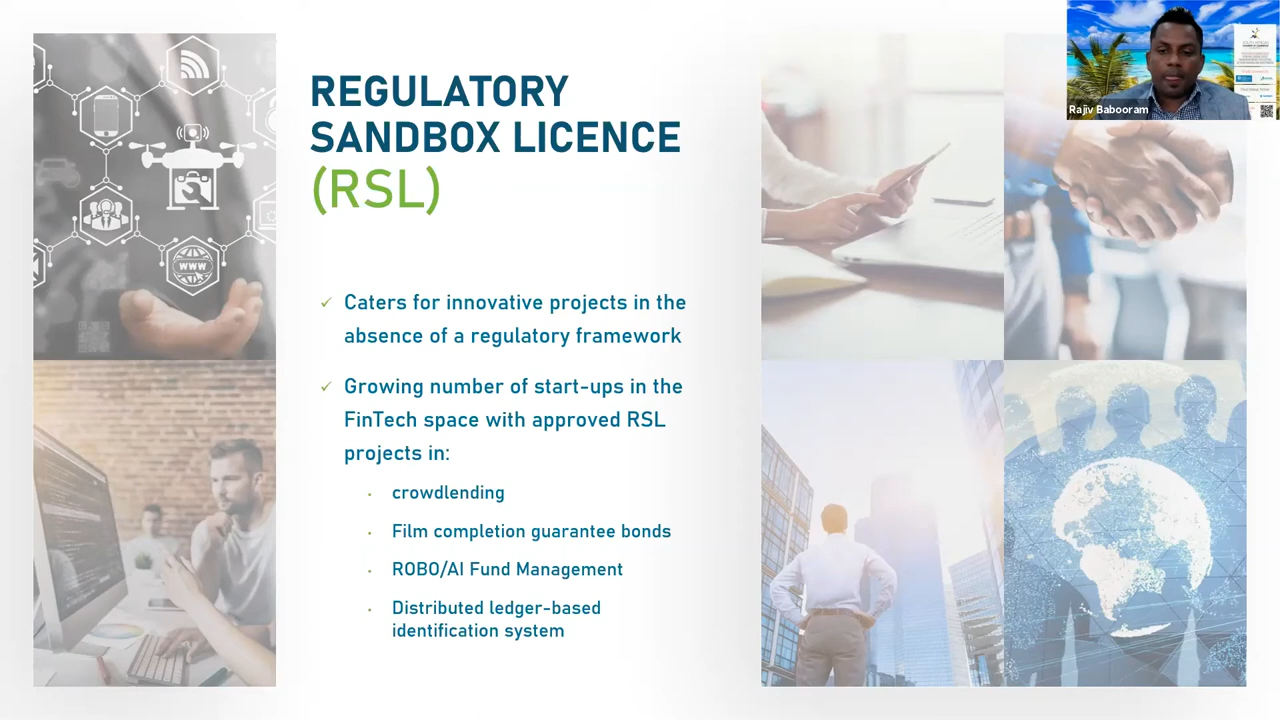 REGULATORY
SANDBOX LICENCE
(RSL)
Caters for innovative projects in the
absence of a regulatory framework
Growing number of start-ups in the
FinTech space with approved RSL
projects in:
crowdlending
Film completion guarantee bonds
ROBO/AI Fund Management
Distributed ledger-based
identification system
Rajiv Babooram
WWW